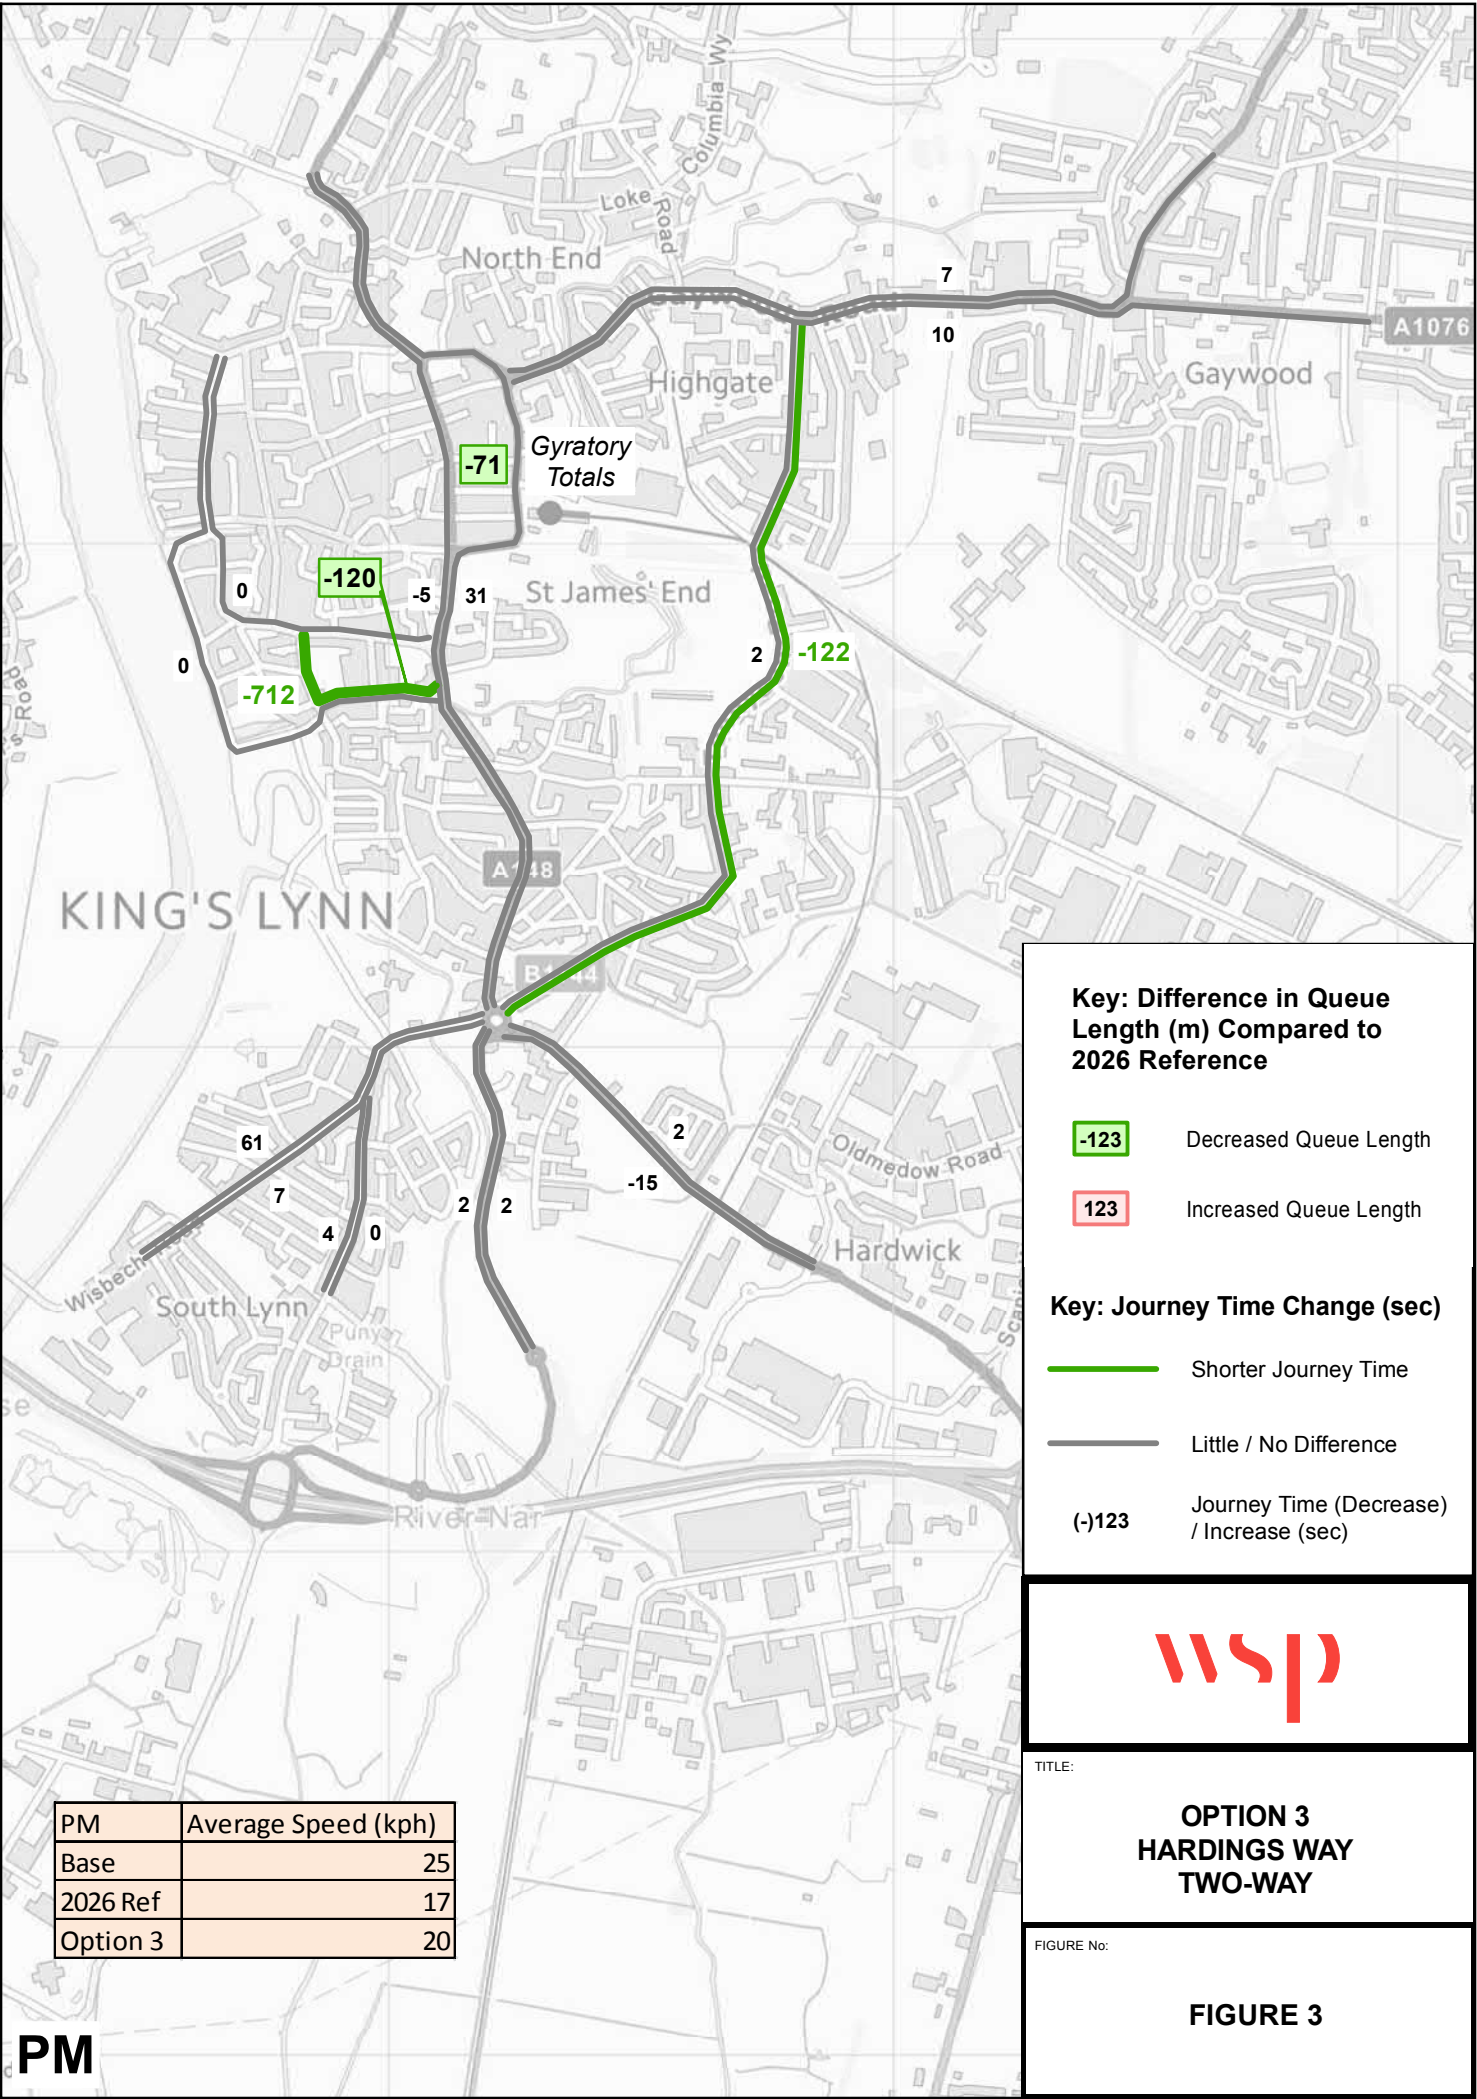 Columbia Wy
Loke Road
North End
7
10
A1076
Highgate
Gaywood
-71
Gyratory
Totals
-120
0
-5
31
St James' End
0
-712
2
-122
Road
A148
KING'S LYNN
Key: Difference in Queue
Length (m) Compared to
2026 Reference
-123
Decreased Queue Length
123
Increased Queue Length
Key: Journey Time Change (sec)
Shorter Journey Time
Little / No Difference
(-)123
Journey Time (Decrease)
/ Increase (sec)
61
7
4
0
2
2
2
-15
Oldmedow Road
Hardwick
Wisbech
South Lynn
Puny
Drain
River Nar
wsp
TITLE:
OPTION 3
HARDINGS WAY
TWO-WAY
FIGURE No:
FIGURE 3
PM Average Speed (kph)
Base 25
2026 Ref 17
Option 3 20
PM